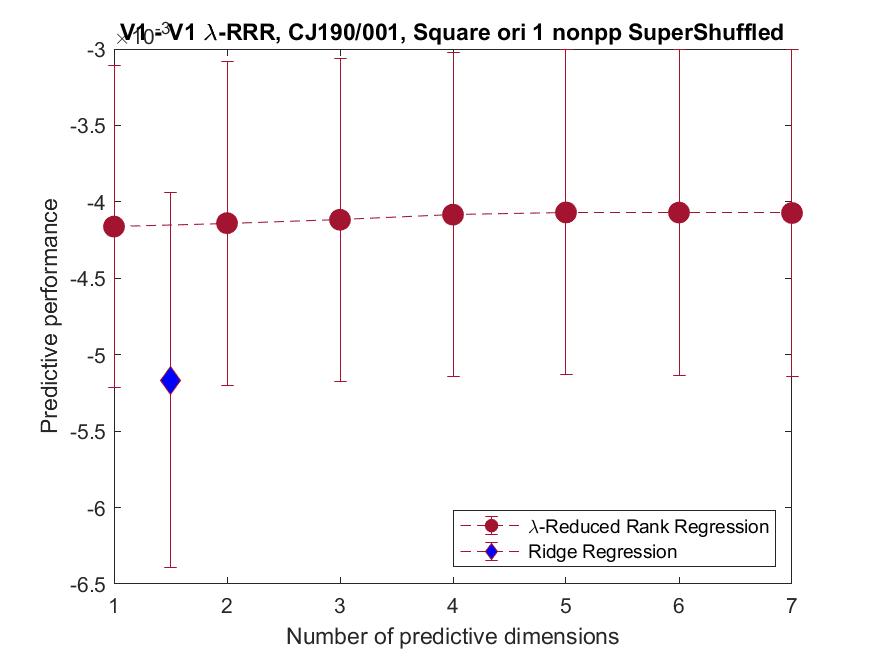 V1 - V1 λ-RRR, CJ190/001, Square ori 1 nonpp SuperShuffled
×10-3
-3
-3.5
-4
-4.5
-5
-5.5
-6
-6.5
Predictive performance
λ-Reduced Rank Regression
Ridge Regression
1 2 3 4 5 6 7
Number of predictive dimensions